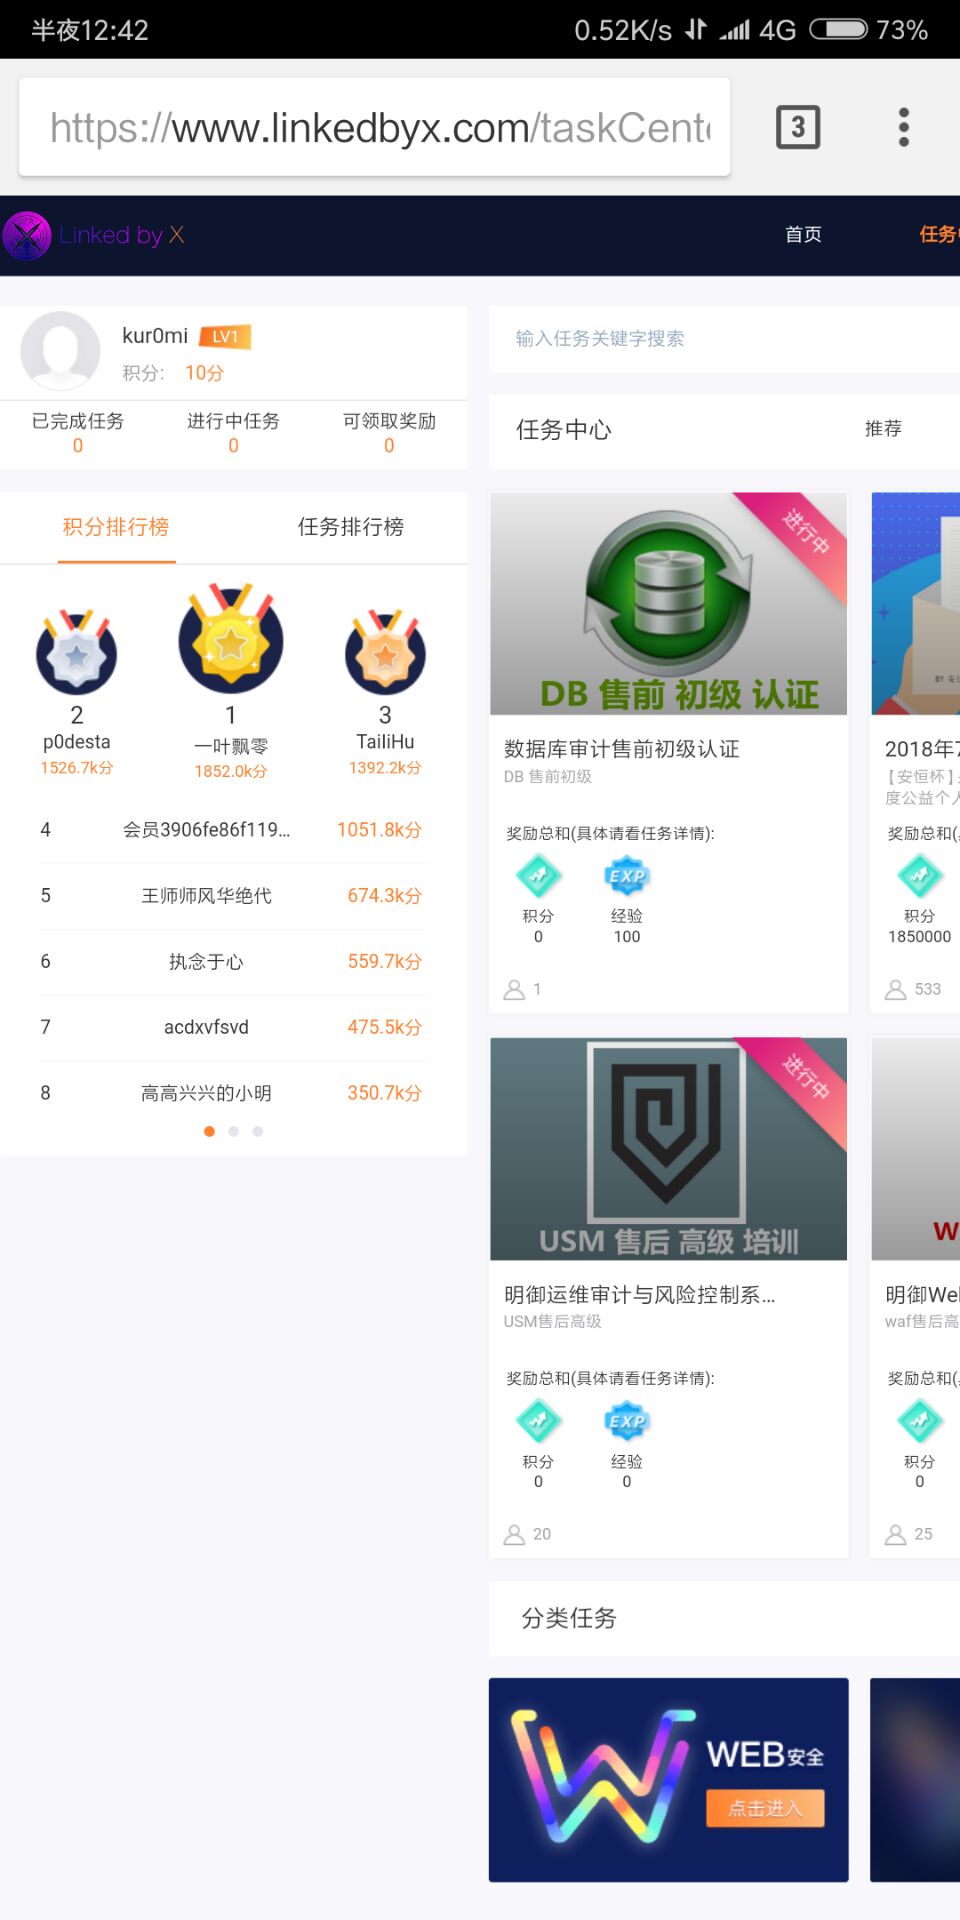 半夜12:42
0.52K/s 4G 73%
https://www.linkedbyx.com/taskCente
3
Linked by X
首页
任务
kur0mi LV1
积分: 10分
已完成任务 进行中任务 可领取奖励
0 0 0
积分排行榜 任务排行榜
2 1 3
p0desta 一叶飘零 TailiHu
1526.7k分 1852.0k分 1392.2k分
4 会员3906fe86f119... 1051.8k分
5 王师师风华绝代 674.3k分
6 执念于心 559.7k分
7 acdxvfsvd 475.5k分
8 高高兴兴的小明 350.7k分
输入任务关键字搜索
任务中心 推荐
进行中
DB 售前 初级 认证
数据库审计售前初级认证
DB 售前初级
奖励总和(具体请看任务详情):
EXP
积分 经验
0 100
1
BY 安
2018年7
【安恒杯】
度公益个人
奖励总和(
积分
1850000
533
进行中
USM 售后 高级 培训
明御运维审计与风险控制系...
USM售后高级
奖励总和(具体请看任务详情):
EXP
积分 经验
0 0
20
W
明御We
waf售后高
奖励总和(
积分
0
25
分类任务
WEB安全
点击进入